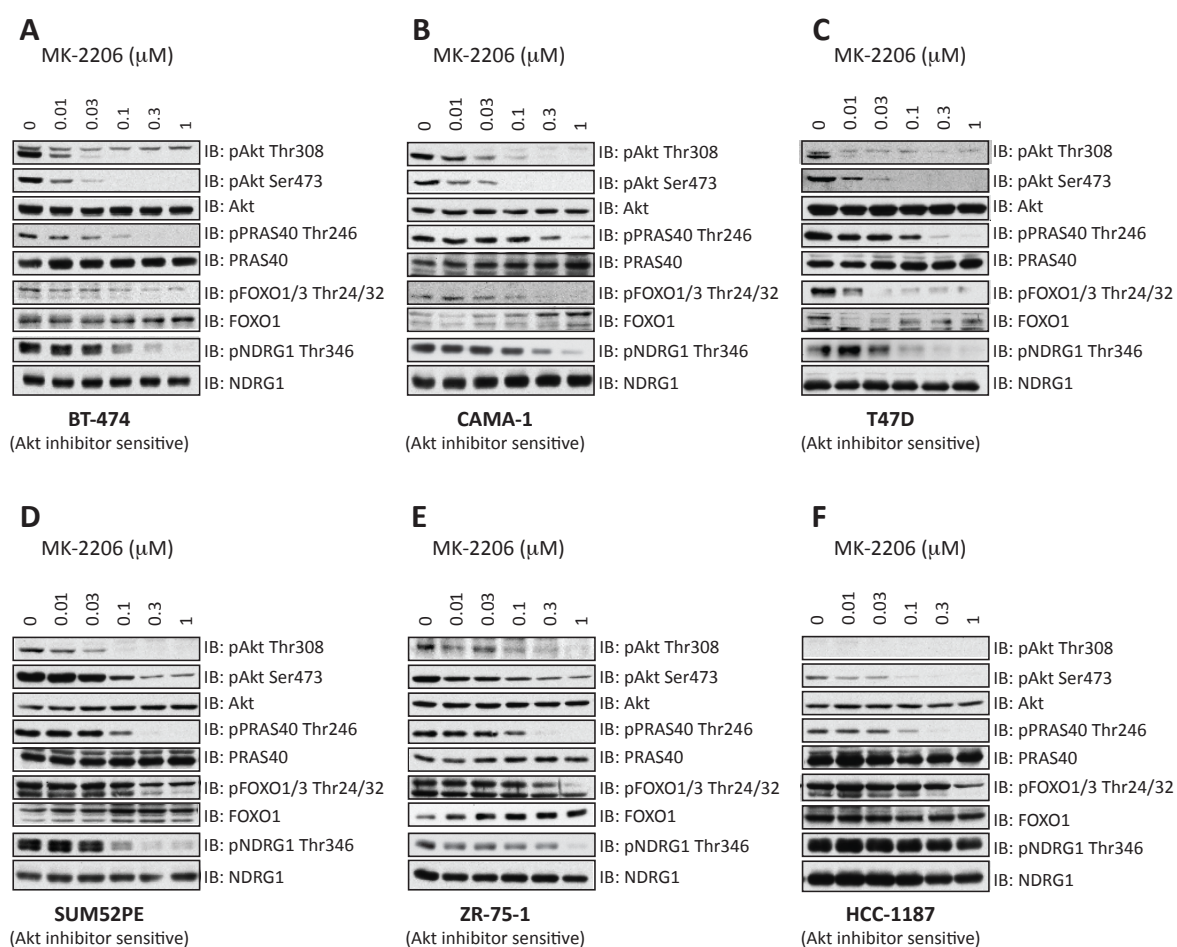 A
MK-2206 (μM)
0 0.01 0.03 0.1 0.3 1
IB: pAkt Thr308
IB: pAkt Ser473
IB: Akt
IB: pPRAS40 Thr246
IB: PRAS40
IB: pFOXO1/3 Thr24/32
IB: FOXO1
IB: pNDRG1 Thr346
IB: NDRG1
BT-474
(Akt inhibitor sensitive)
B
MK-2206 (μM)
0 0.01 0.03 0.1 0.3 1
IB: pAkt Thr308
IB: pAkt Ser473
IB: Akt
IB: pPRAS40 Thr246
IB: PRAS40
IB: pFOXO1/3 Thr24/32
IB: FOXO1
IB: pNDRG1 Thr346
IB: NDRG1
CAMA-1
(Akt inhibitor sensitive)
C
MK-2206 (μM)
0 0.01 0.03 0.1 0.3 1
IB: pAkt Thr308
IB: pAkt Ser473
IB: Akt
IB: pPRAS40 Thr246
IB: PRAS40
IB: pFOXO1/3 Thr24/32
IB: FOXO1
IB: pNDRG1 Thr346
IB: NDRG1
T47D
(Akt inhibitor sensitive)
D
MK-2206 (μM)
0 0.01 0.03 0.1 0.3 1
IB: pAkt Thr308
IB: pAkt Ser473
IB: Akt
IB: pPRAS40 Thr246
IB: PRAS40
IB: pFOXO1/3 Thr24/32
IB: FOXO1
IB: pNDRG1 Thr346
IB: NDRG1
SUM52PE
(Akt inhibitor sensitive)
E
MK-2206 (μM)
0 0.01 0.03 0.1 0.3 1
IB: pAkt Thr308
IB: pAkt Ser473
IB: Akt
IB: pPRAS40 Thr246
IB: PRAS40
IB: pFOXO1/3 Thr24/32
IB: FOXO1
IB: pNDRG1 Thr346
IB: NDRG1
ZR-75-1
(Akt inhibitor sensitive)
F
MK-2206 (μM)
0 0.01 0.03 0.1 0.3 1
IB: pAkt Thr308
IB: pAkt Ser473
IB: Akt
IB: pPRAS40 Thr246
IB: PRAS40
IB: pFOXO1/3 Thr24/32
IB: FOXO1
IB: pNDRG1 Thr346
IB: NDRG1
HCC-1187
(Akt inhibitor sensitive)